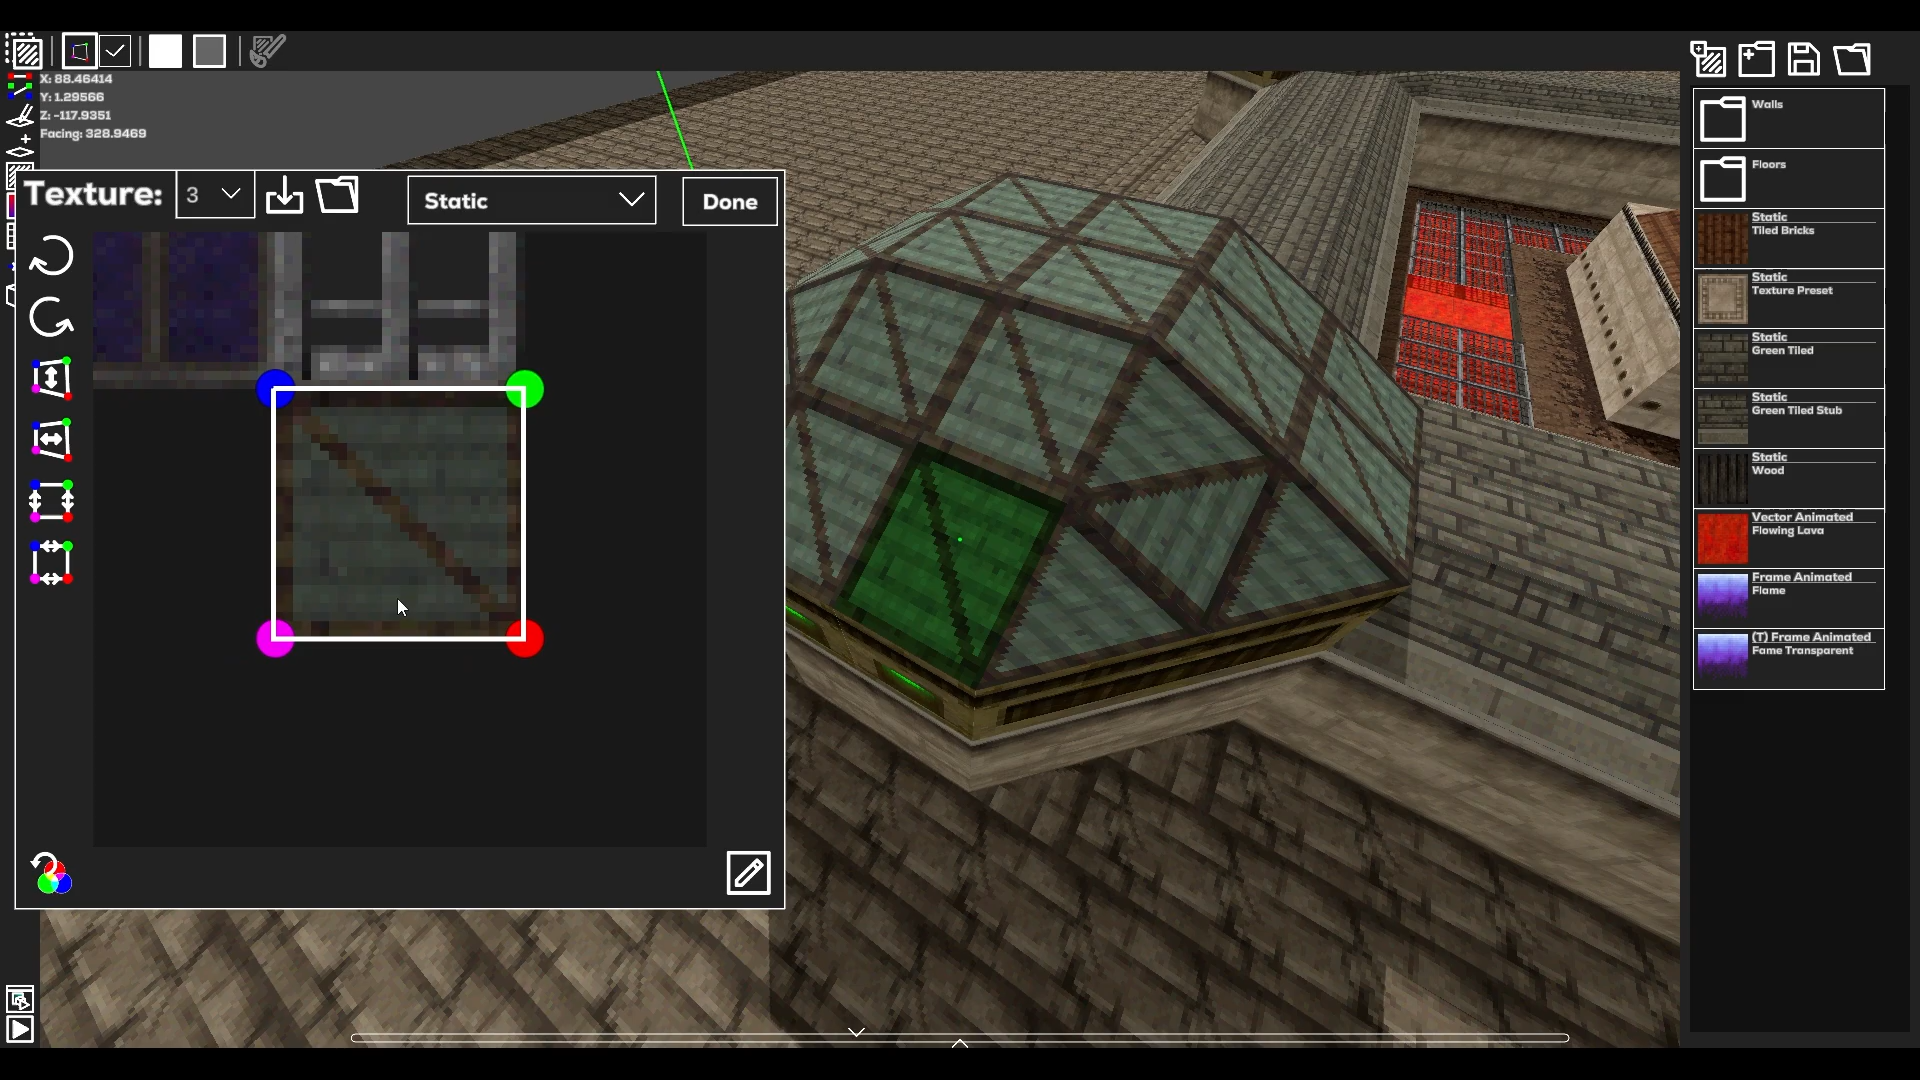 X: 88.46414
Y: 1.29566
Z: -117.9351
Facing: 328.9469
Texture:
3
Static
Done
Walls
Floors
Static
Tiled Bricks
Static
Texture Preset
Static
Green Tiled
Static
Green Tiled Stub
Static
Wood
Vector Animated
Flowing Lava
Frame Animated
Flame
(T) Frame Animated
Fame Transparent